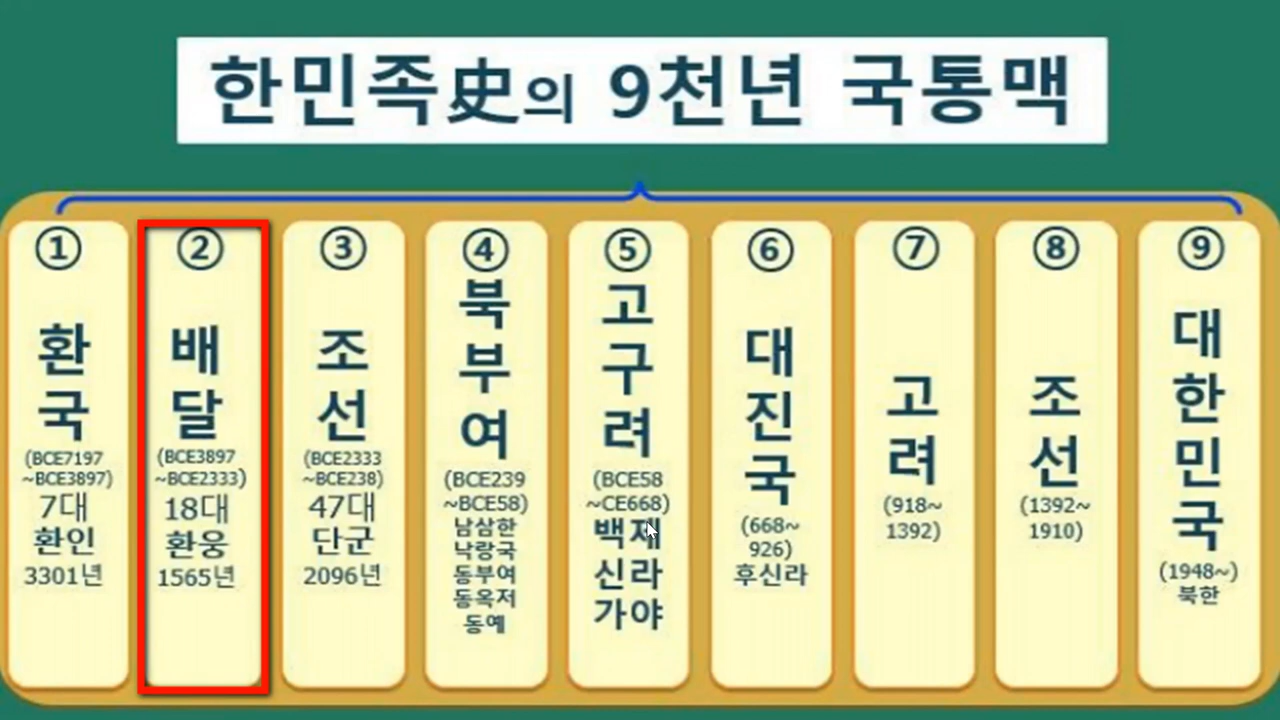 한민족史의 9천년 국통맥
①
환
국
(BCE7197
~BCE3897)
7대
환인
3301년
②
배
달
(BCE3897
~BCE2333)
18대
환웅
1565년
③
조
선
(BCE2333
~BCE238)
47대
단군
2096년
④
북
부
여
(BCE239
~BCE58)
남삼한
낙랑국
동부여
동옥저
동예
⑤
고
구
려
(BCE58
~CE668)
백제
신라
가야
⑥
대
진
국
(668~
926)
후신라
⑦
고
려
(918~
1392)
⑧
조
선
(1392~
1910)
⑨
대
한
민
국
(1948~)
북한